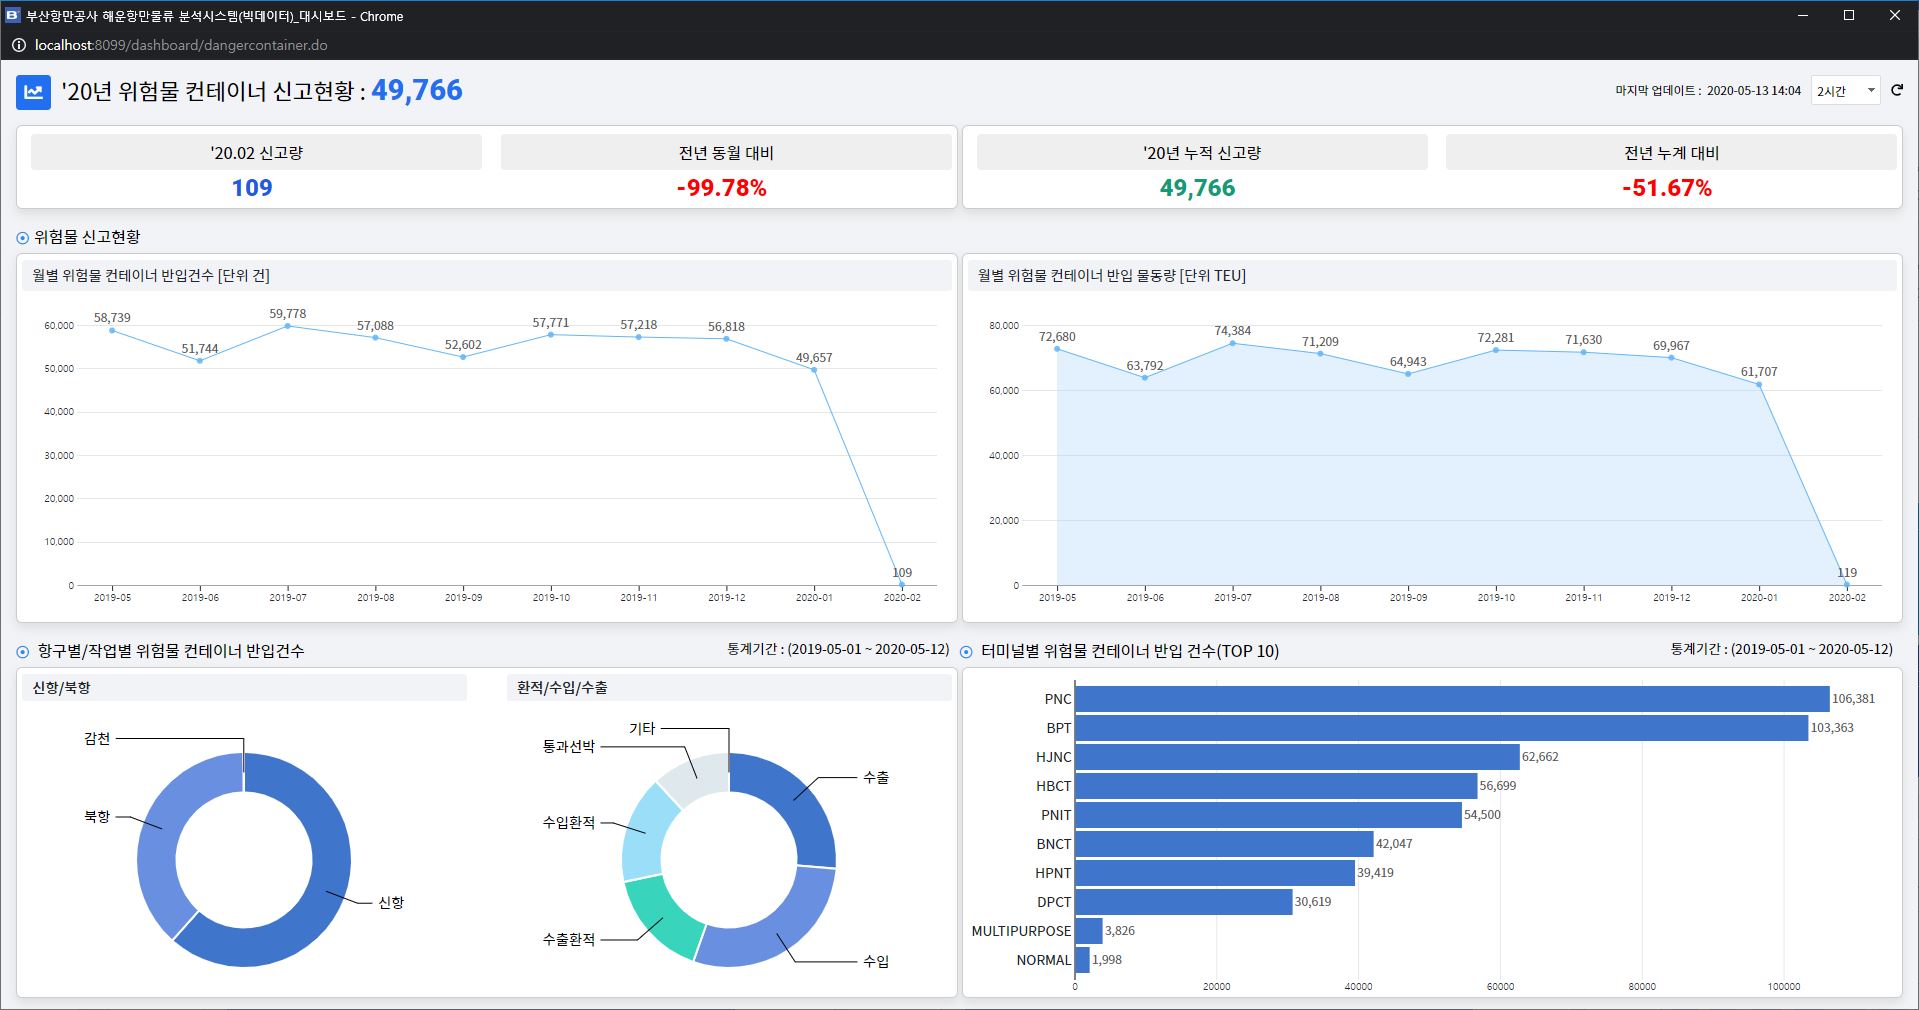 부산항만공사 해운항만물류 분석시스템(빅데이터)_대시보드 - Chrome
localhost:8099/dashboard/dangercontainer.do
'20년 위험물 컨테이너 신고현황 : 49,766
마지막 업데이트 : 2020-05-13 14:04
2시간
'20.02 신고량
109
전년 동월 대비
-99.78%
'20년 누적 신고량
49,766
전년 누계 대비
-51.67%
위험물 신고현황
월별 위험물 컨테이너 반입건수 [단위 건]
60,000
50,000
40,000
30,000
20,000
10,000
0
58,739
51,744
59,778
57,088
52,602
57,771
57,218
56,818
49,657
109
2019-05
2019-06
2019-07
2019-08
2019-09
2019-10
2019-11
2019-12
2020-01
2020-02
월별 위험물 컨테이너 반입 물동량 [단위 TEU]
80,000
60,000
40,000
20,000
0
72,680
63,792
74,384
71,209
64,943
72,281
71,630
69,967
61,707
119
2019-05
2019-06
2019-07
2019-08
2019-09
2019-10
2019-11
2019-12
2020-01
2020-02
항구별/작업별 위험물 컨테이너 반입건수
통계기간 : (2019-05-01 ~ 2020-05-12)
신항/북항
감천
북항
신항
환적/수입/수출
기타
통과선박
수출
수입환적
수출환적
수입
터미널별 위험물 컨테이너 반입 건수(TOP 10)
통계기간 : (2019-05-01 ~ 2020-05-12)
PNC 106,381
BPT 103,363
HJNC 62,662
HBCT 56,699
PNIT 54,500
BNCT 42,047
HPNT 39,419
DPCT 30,619
MULTIPURPOSE 3,826
NORMAL 1,998
0 20000 40000 60000 80000 100000